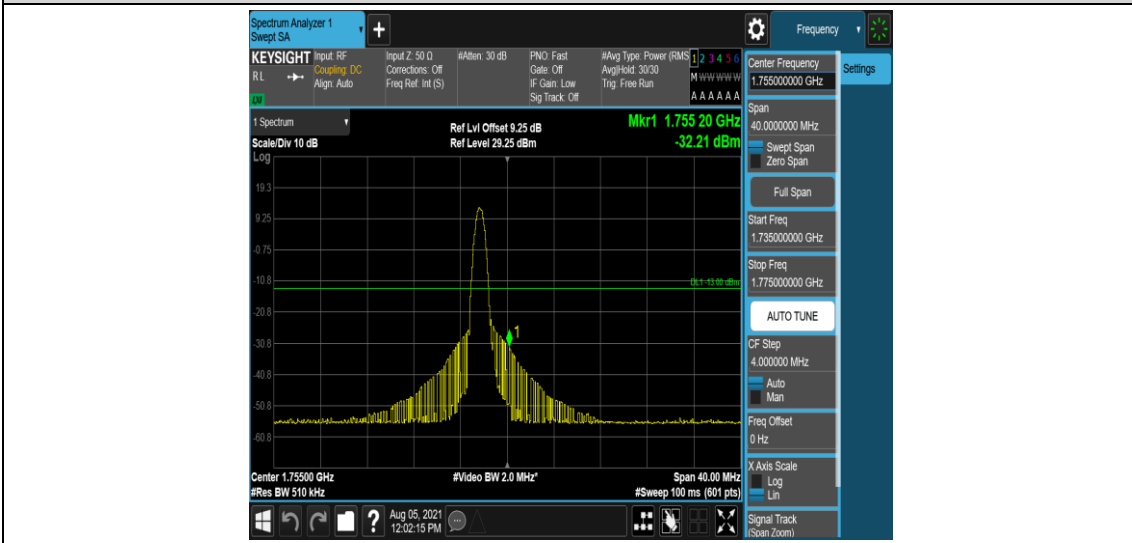 Spectrum Analyzer 1
Swept SA
+
Frequency
KEYSIGHT
RL
LNI
Input: RF
Coupling: DC
Align: Auto
Input Z: 50 Ω
Corrections: Off
Freq Ref: Int (S)
#Atten: 30 dB
PNO: Fast
Gate: Off
IF Gain: Low
Sig Track: Off
#Avg Type: Power (RMS
Avg|Hold: 30/30
Trig: Free Run
1 2 3 4 5 6
M W W W W W
A A A A A A
Center Frequency
1.755000000 GHz
Settings
Span
40.0000000 MHz
Swept Span
Zero Span
Full Span
Start Freq
1.735000000 GHz
Stop Freq
1.775000000 GHz
AUTO TUNE
CF Step
4.000000 MHz
Auto
Man
Freq Offset
0 Hz
X Axis Scale
Log
Lin
Signal Track
(Span Zoom)
1 Spectrum
Scale/Div 10 dB
Log
Ref Lvl Offset 9.25 dB
Ref Level 29.25 dBm
Mkr1 1.755 20 GHz
-32.21 dBm
19.3
9.25
-0.75
-10.8
-20.8
-30.8
-40.8
-50.8
-60.8
DL1 -13.00 dBm
1
Center 1.75500 GHz
#Res BW 510 kHz
#Video BW 2.0 MHz*
Span 40.00 MHz
#Sweep 100 ms (601 pts)
?
Aug 05, 2021
12:02:15 PM